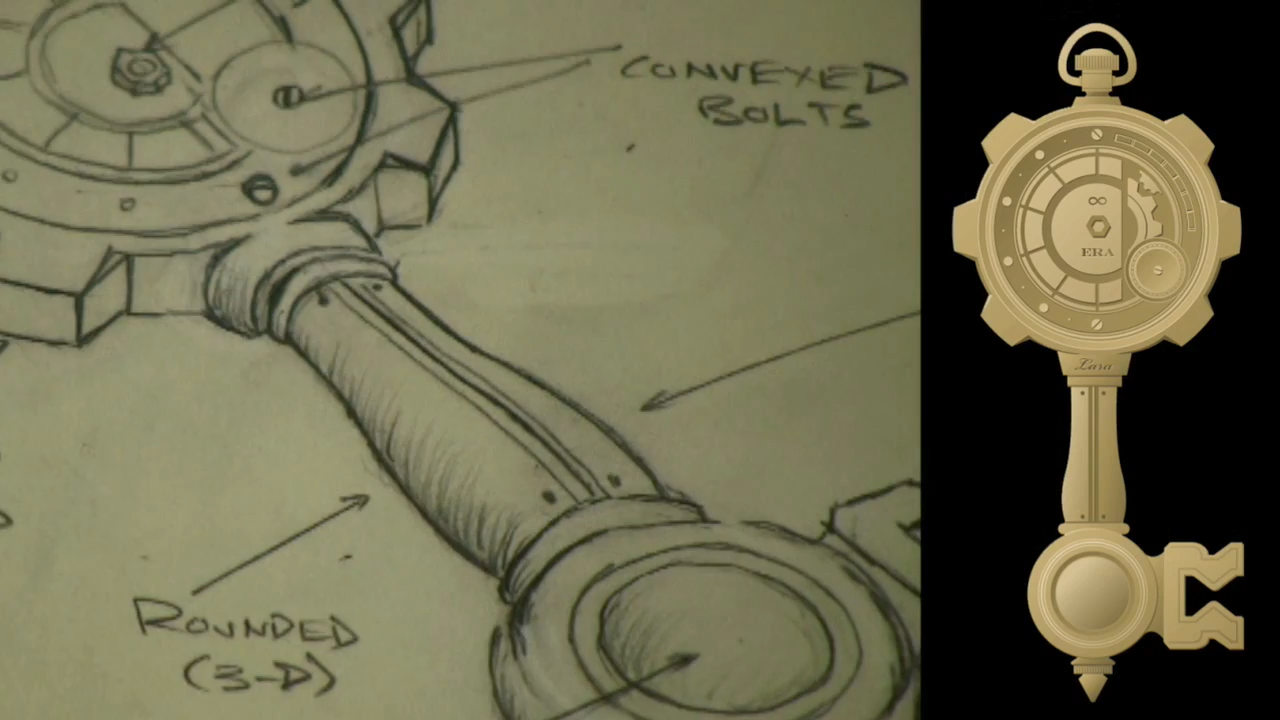 CONVEXED
BOLTS
ROUNDED
(3-D)
∞
ERA
Lara